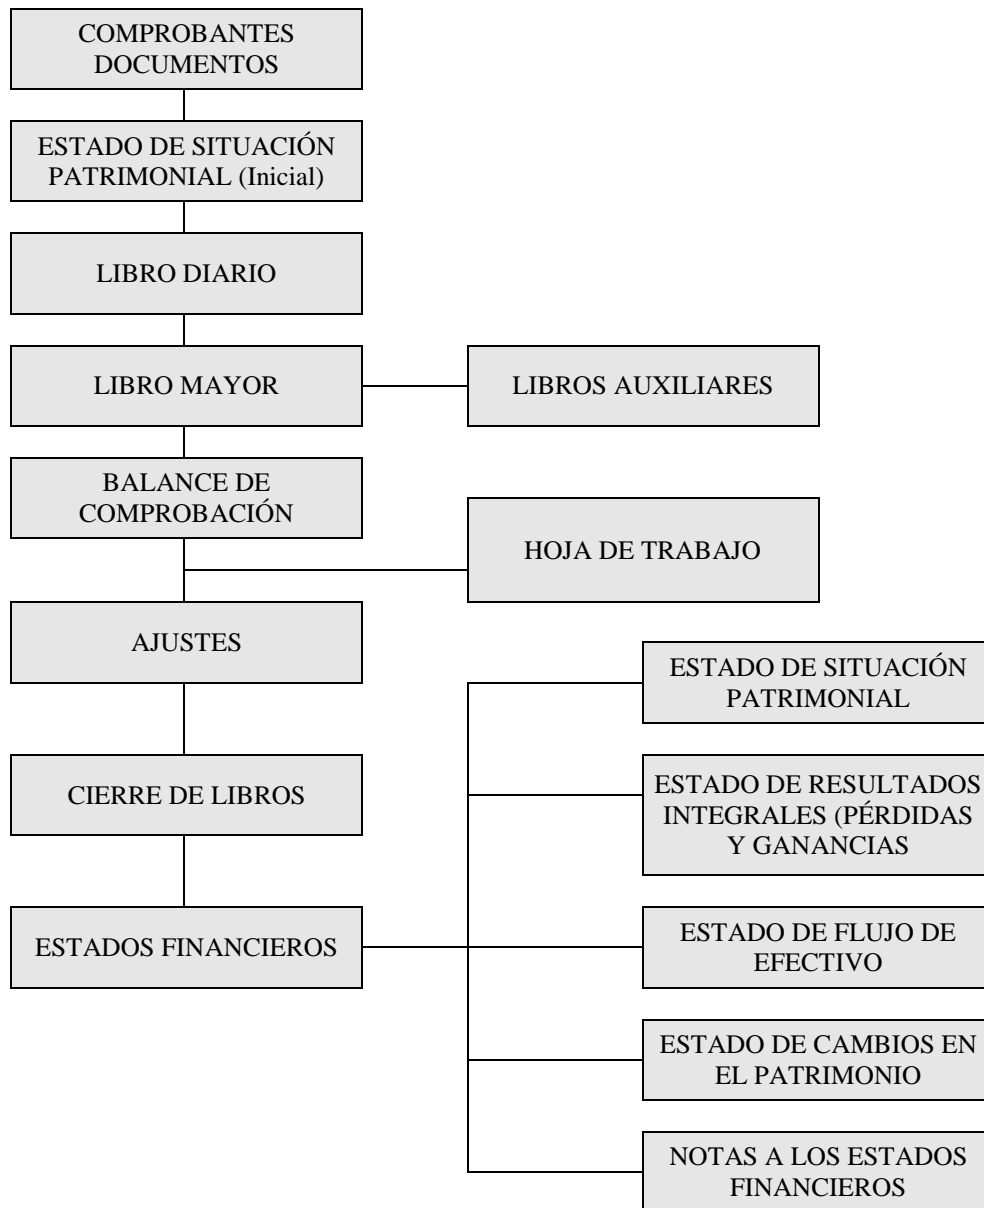 COMPROBANTES
DOCUMENTOS
ESTADO DE SITUACIÓN
PATRIMONIAL (Inicial)
LIBRO DIARIO
LIBRO MAYOR
LIBROS AUXILIARES
BALANCE DE
COMPROBACIÓN
HOJA DE TRABAJO
AJUSTES
CIERRE DE LIBROS
ESTADOS FINANCIEROS
ESTADO DE SITUACIÓN
PATRIMONIAL
ESTADO DE RESULTADOS
INTEGRALES (PÉRDIDAS
Y GANANCIAS
ESTADO DE FLUJO DE
EFECTIVO
ESTADO DE CAMBIOS EN
EL PATRIMONIO
NOTAS A LOS ESTADOS
FINANCIEROS